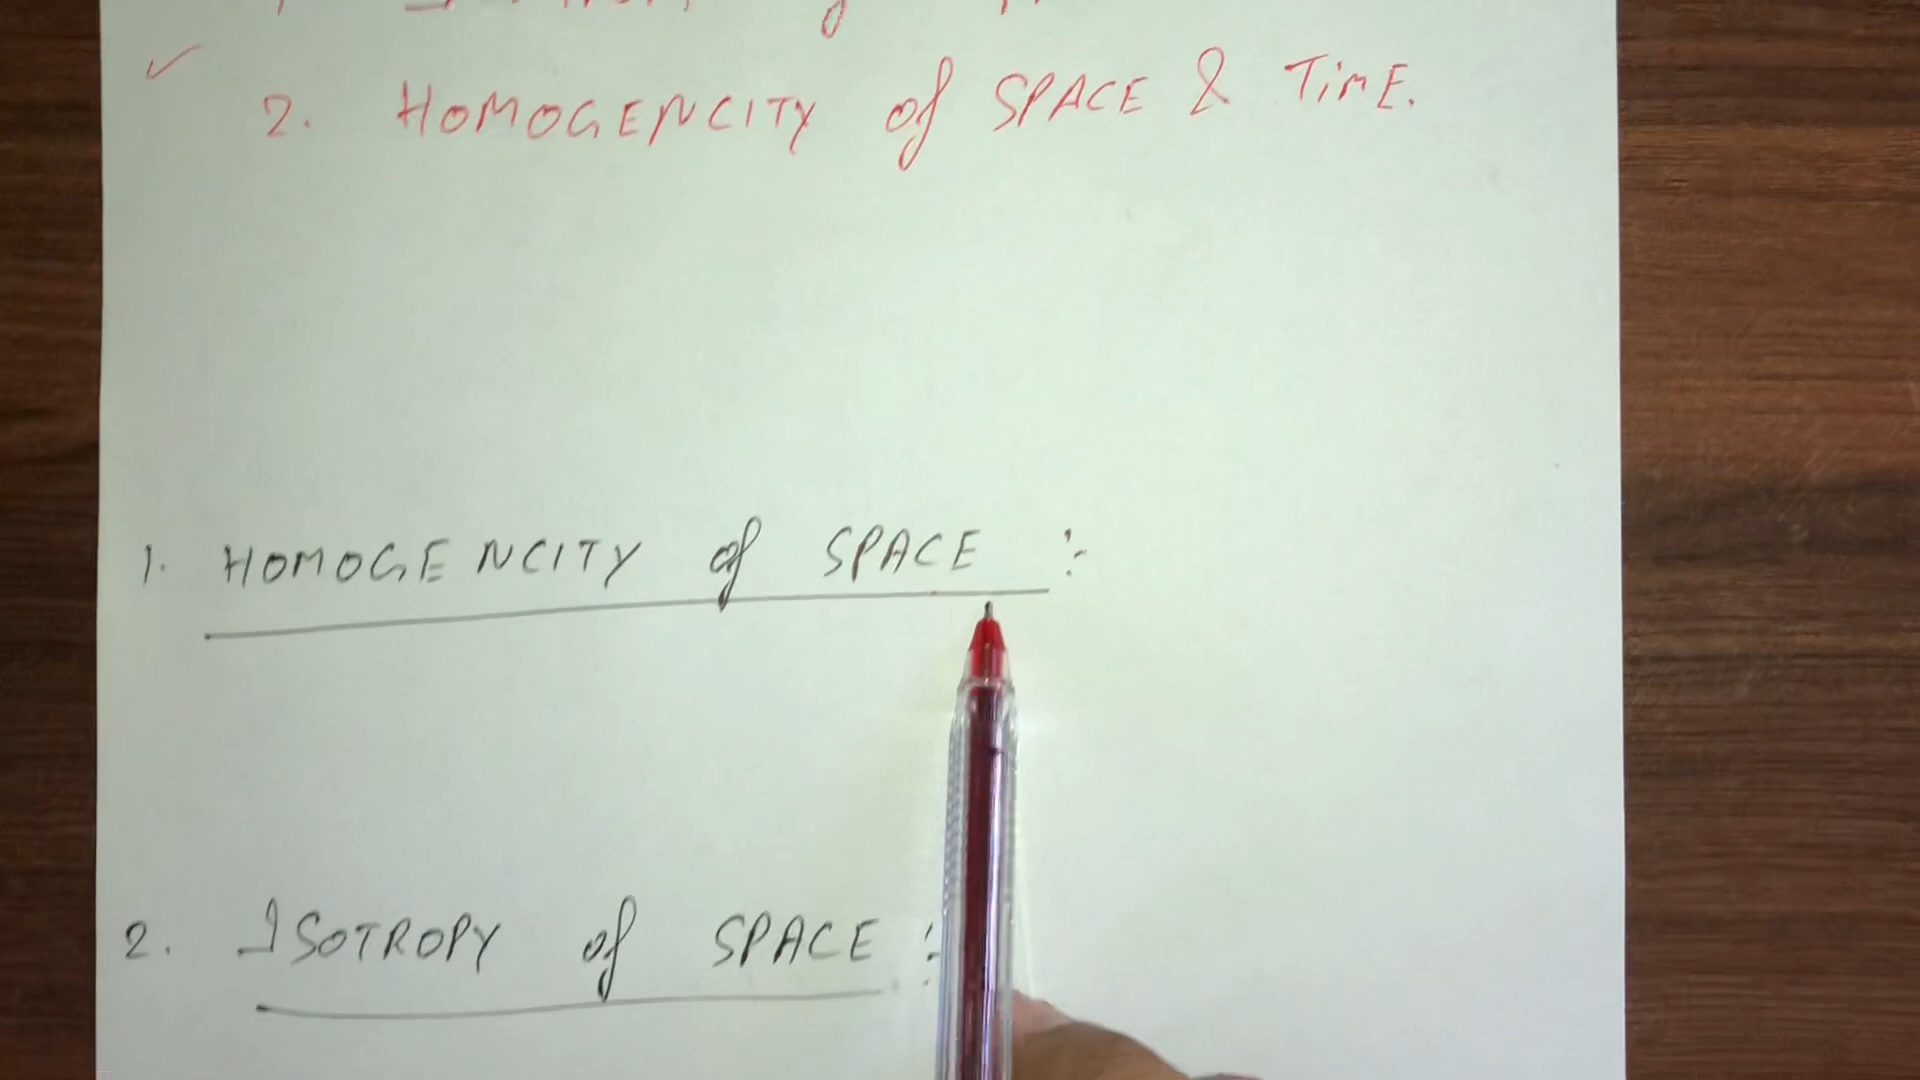 2. HOMOGENCITY of SPACE & TIME.
1. HOMOGENCITY of SPACE :-
2. ISOTROPY of SPACE :-